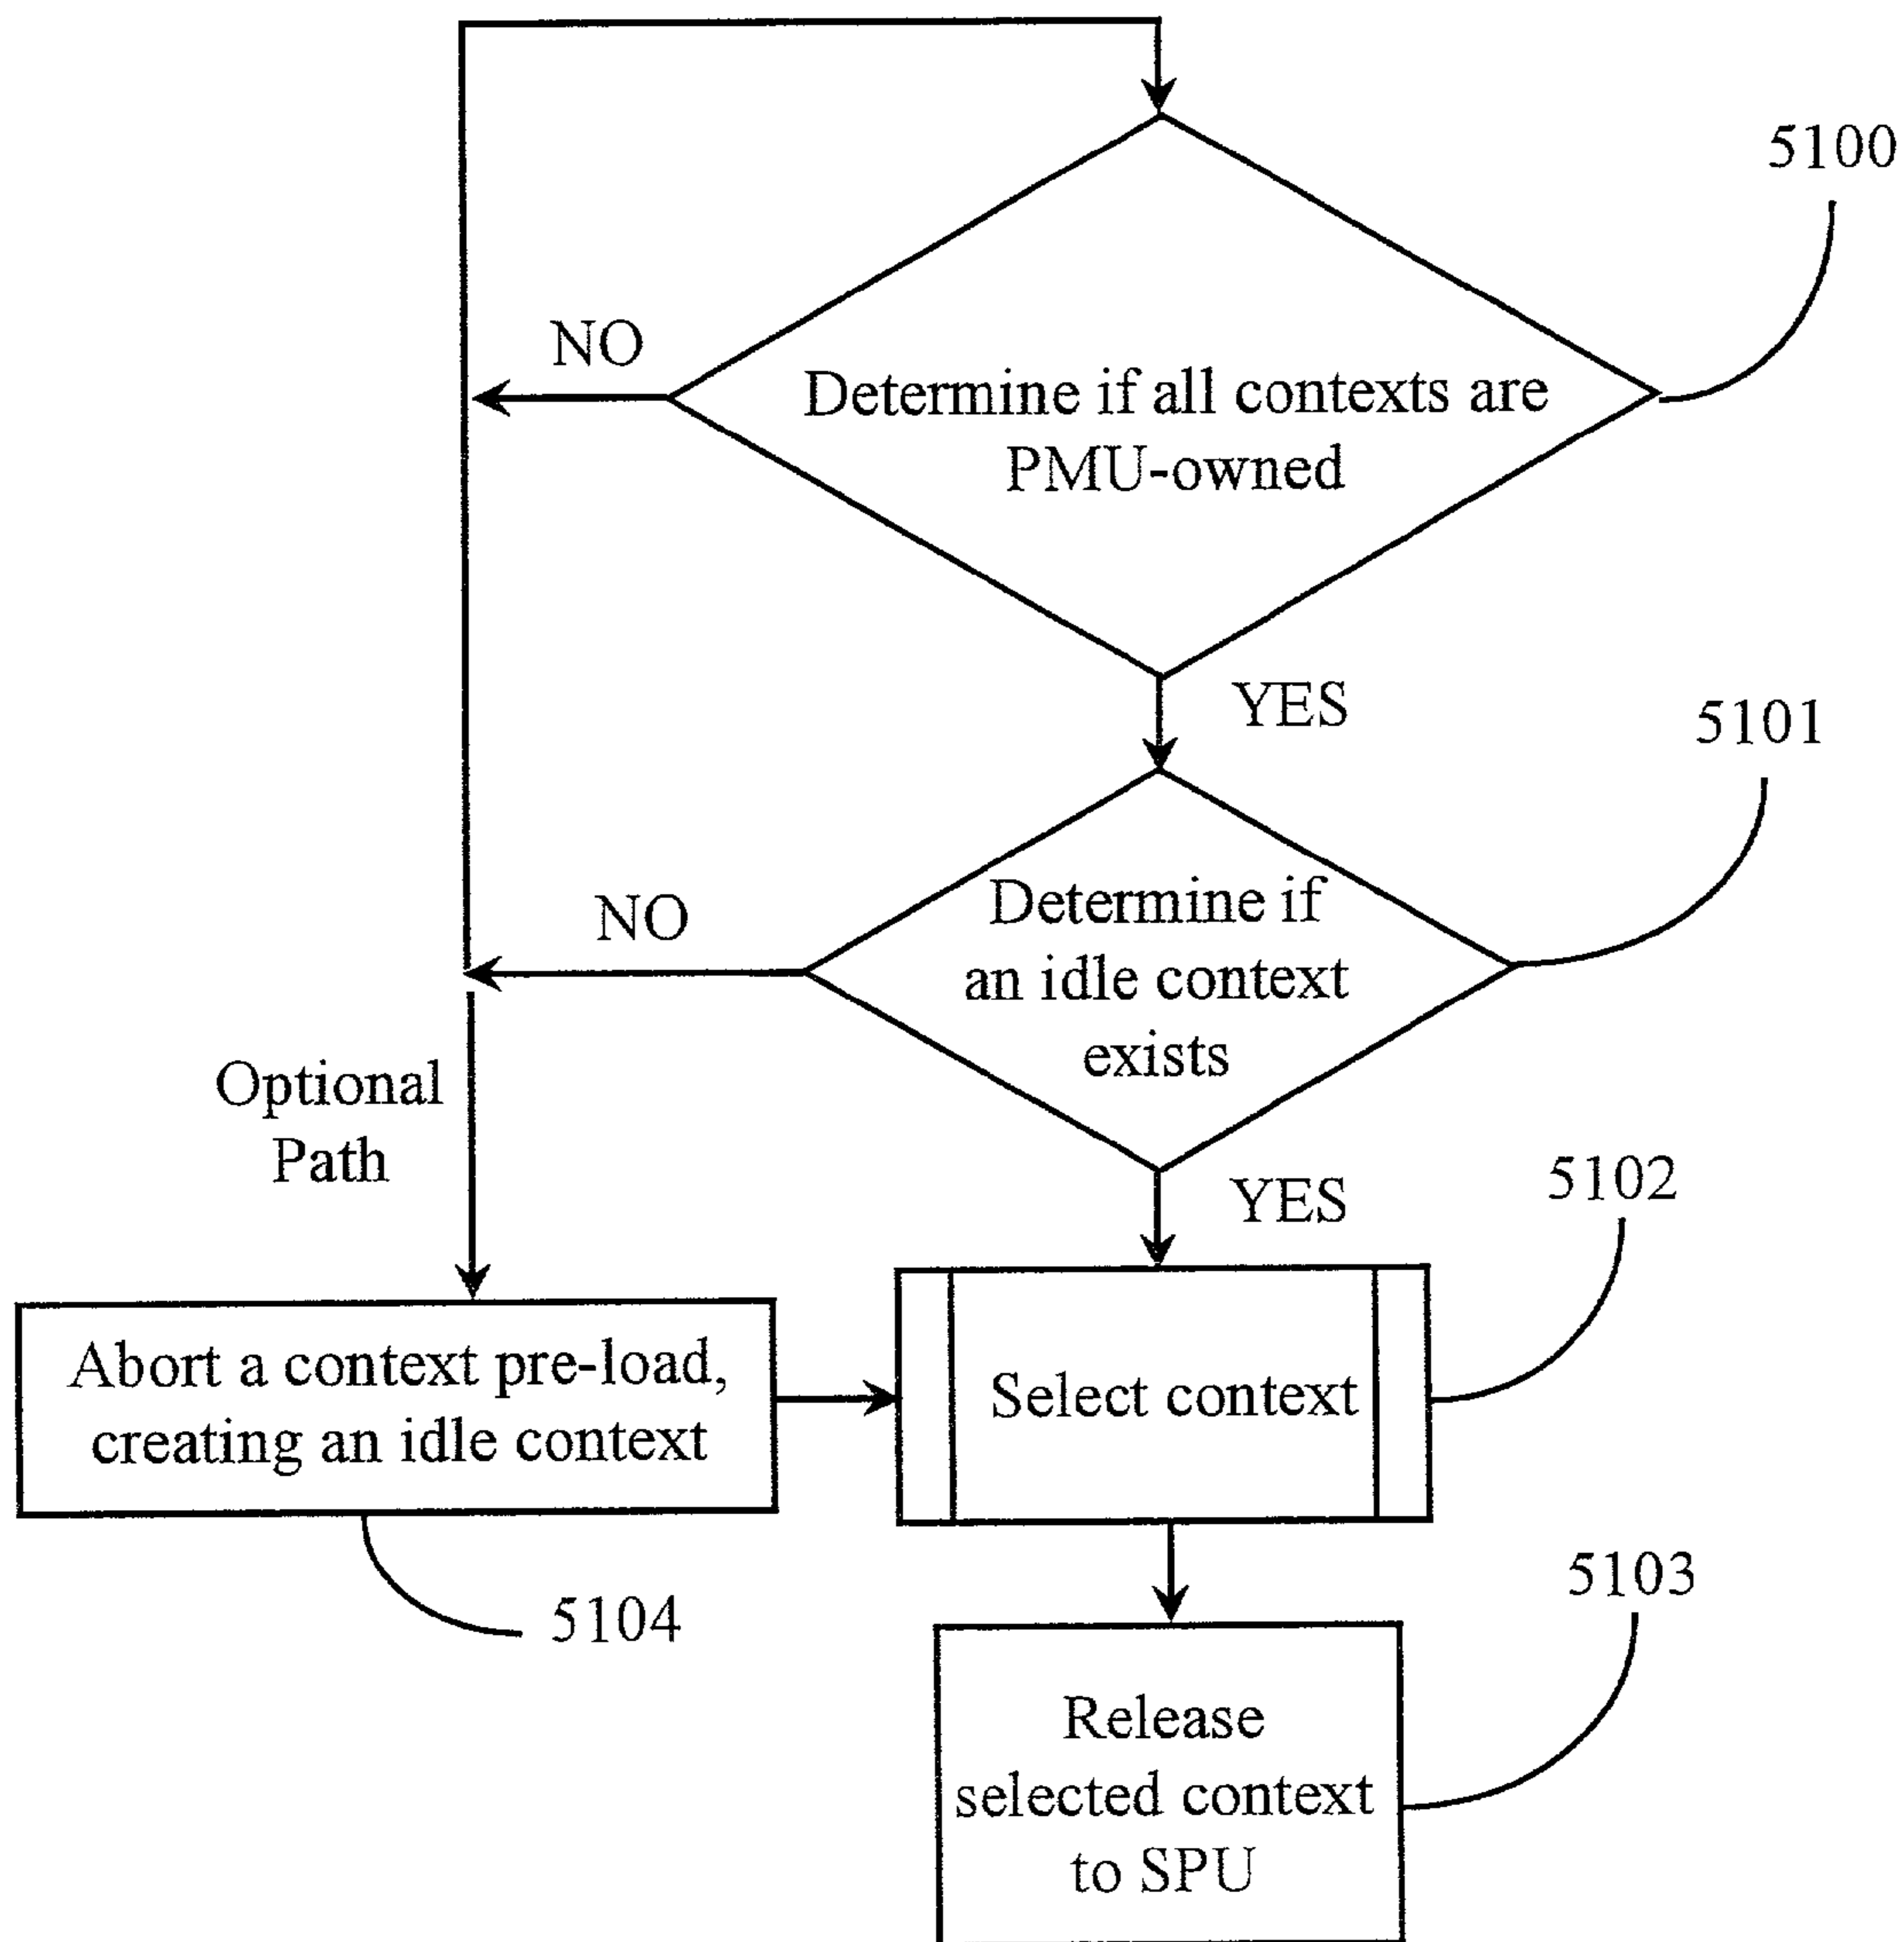 5100
NO
Determine if all contexts are
PMU-owned
YES
5101
NO
Determine if
an idle context
exists
Optional
Path
YES
5102
Abort a context pre-load,
creating an idle context
Select context
5104
5103
Release
selected context
to SPU